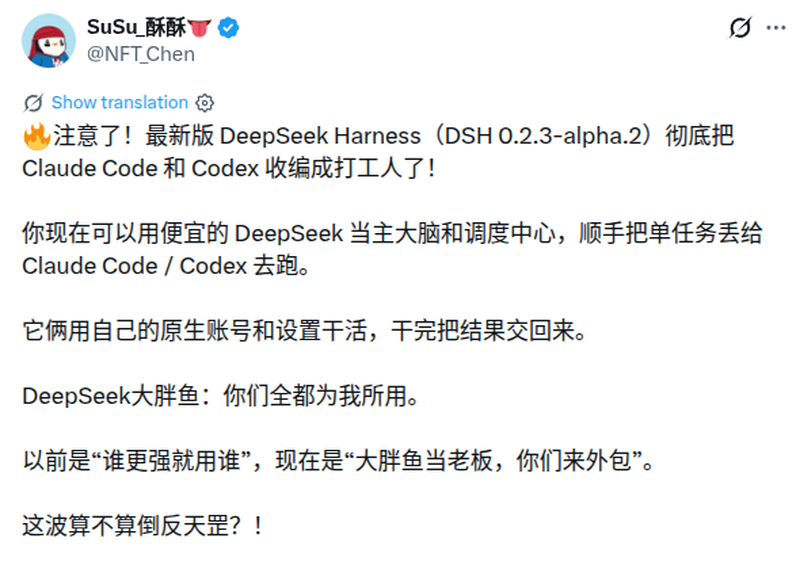 SuSu_酥酥👅
@NFT_Chen
Show translation
🔥注意了！最新版 DeepSeek Harness（DSH 0.2.3-alpha.2）彻底把
Claude Code 和 Codex 收编成打工人了！
你现在可以用便宜的 DeepSeek 当主大脑和调度中心，顺手把单任务丢给
Claude Code / Codex 去跑。
它俩用自己的原生账号和设置干活，干完把结果交回来。
DeepSeek大胖鱼：你们全都为我所用。
以前是“谁更强就用谁”，现在是“大胖鱼当老板，你们来外包”。
这波算不算倒反天罡？！